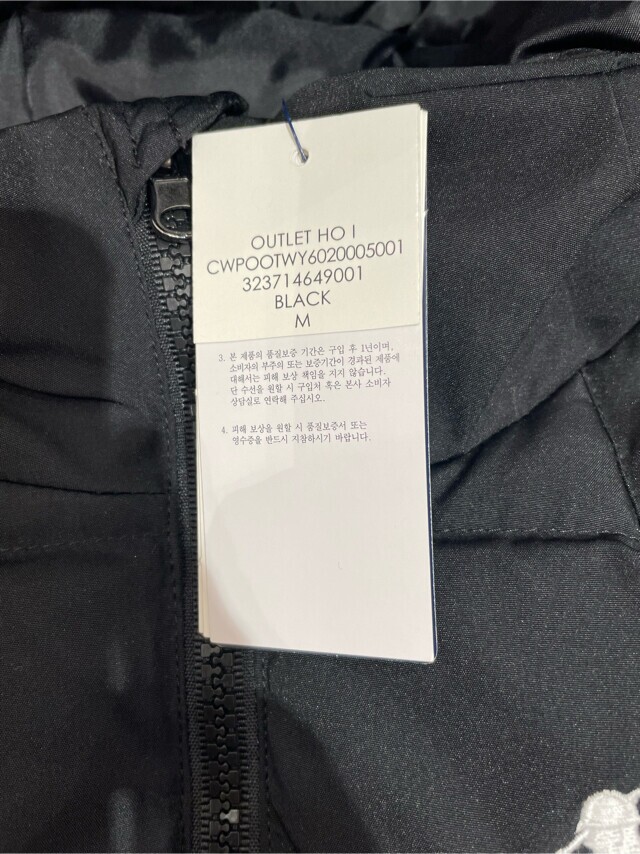 OUTLET HO I
CWPOOTWY6020005001
323714649001
BLACK
M
3. 본 제품의 품질보증 기간은 구입 후 1년이며,
소비자의 부주의 또는 보증기간이 경과된 제품에
대해서는 피해 보상 책임을 지지 않습니다.
단 수선을 원할 시 구입처 혹은 본사 소비자
상담실로 연락해 주십시오.
4. 피해 보상을 원할 시 품질보증서 또는
영수증을 반드시 지참하시기 바랍니다.